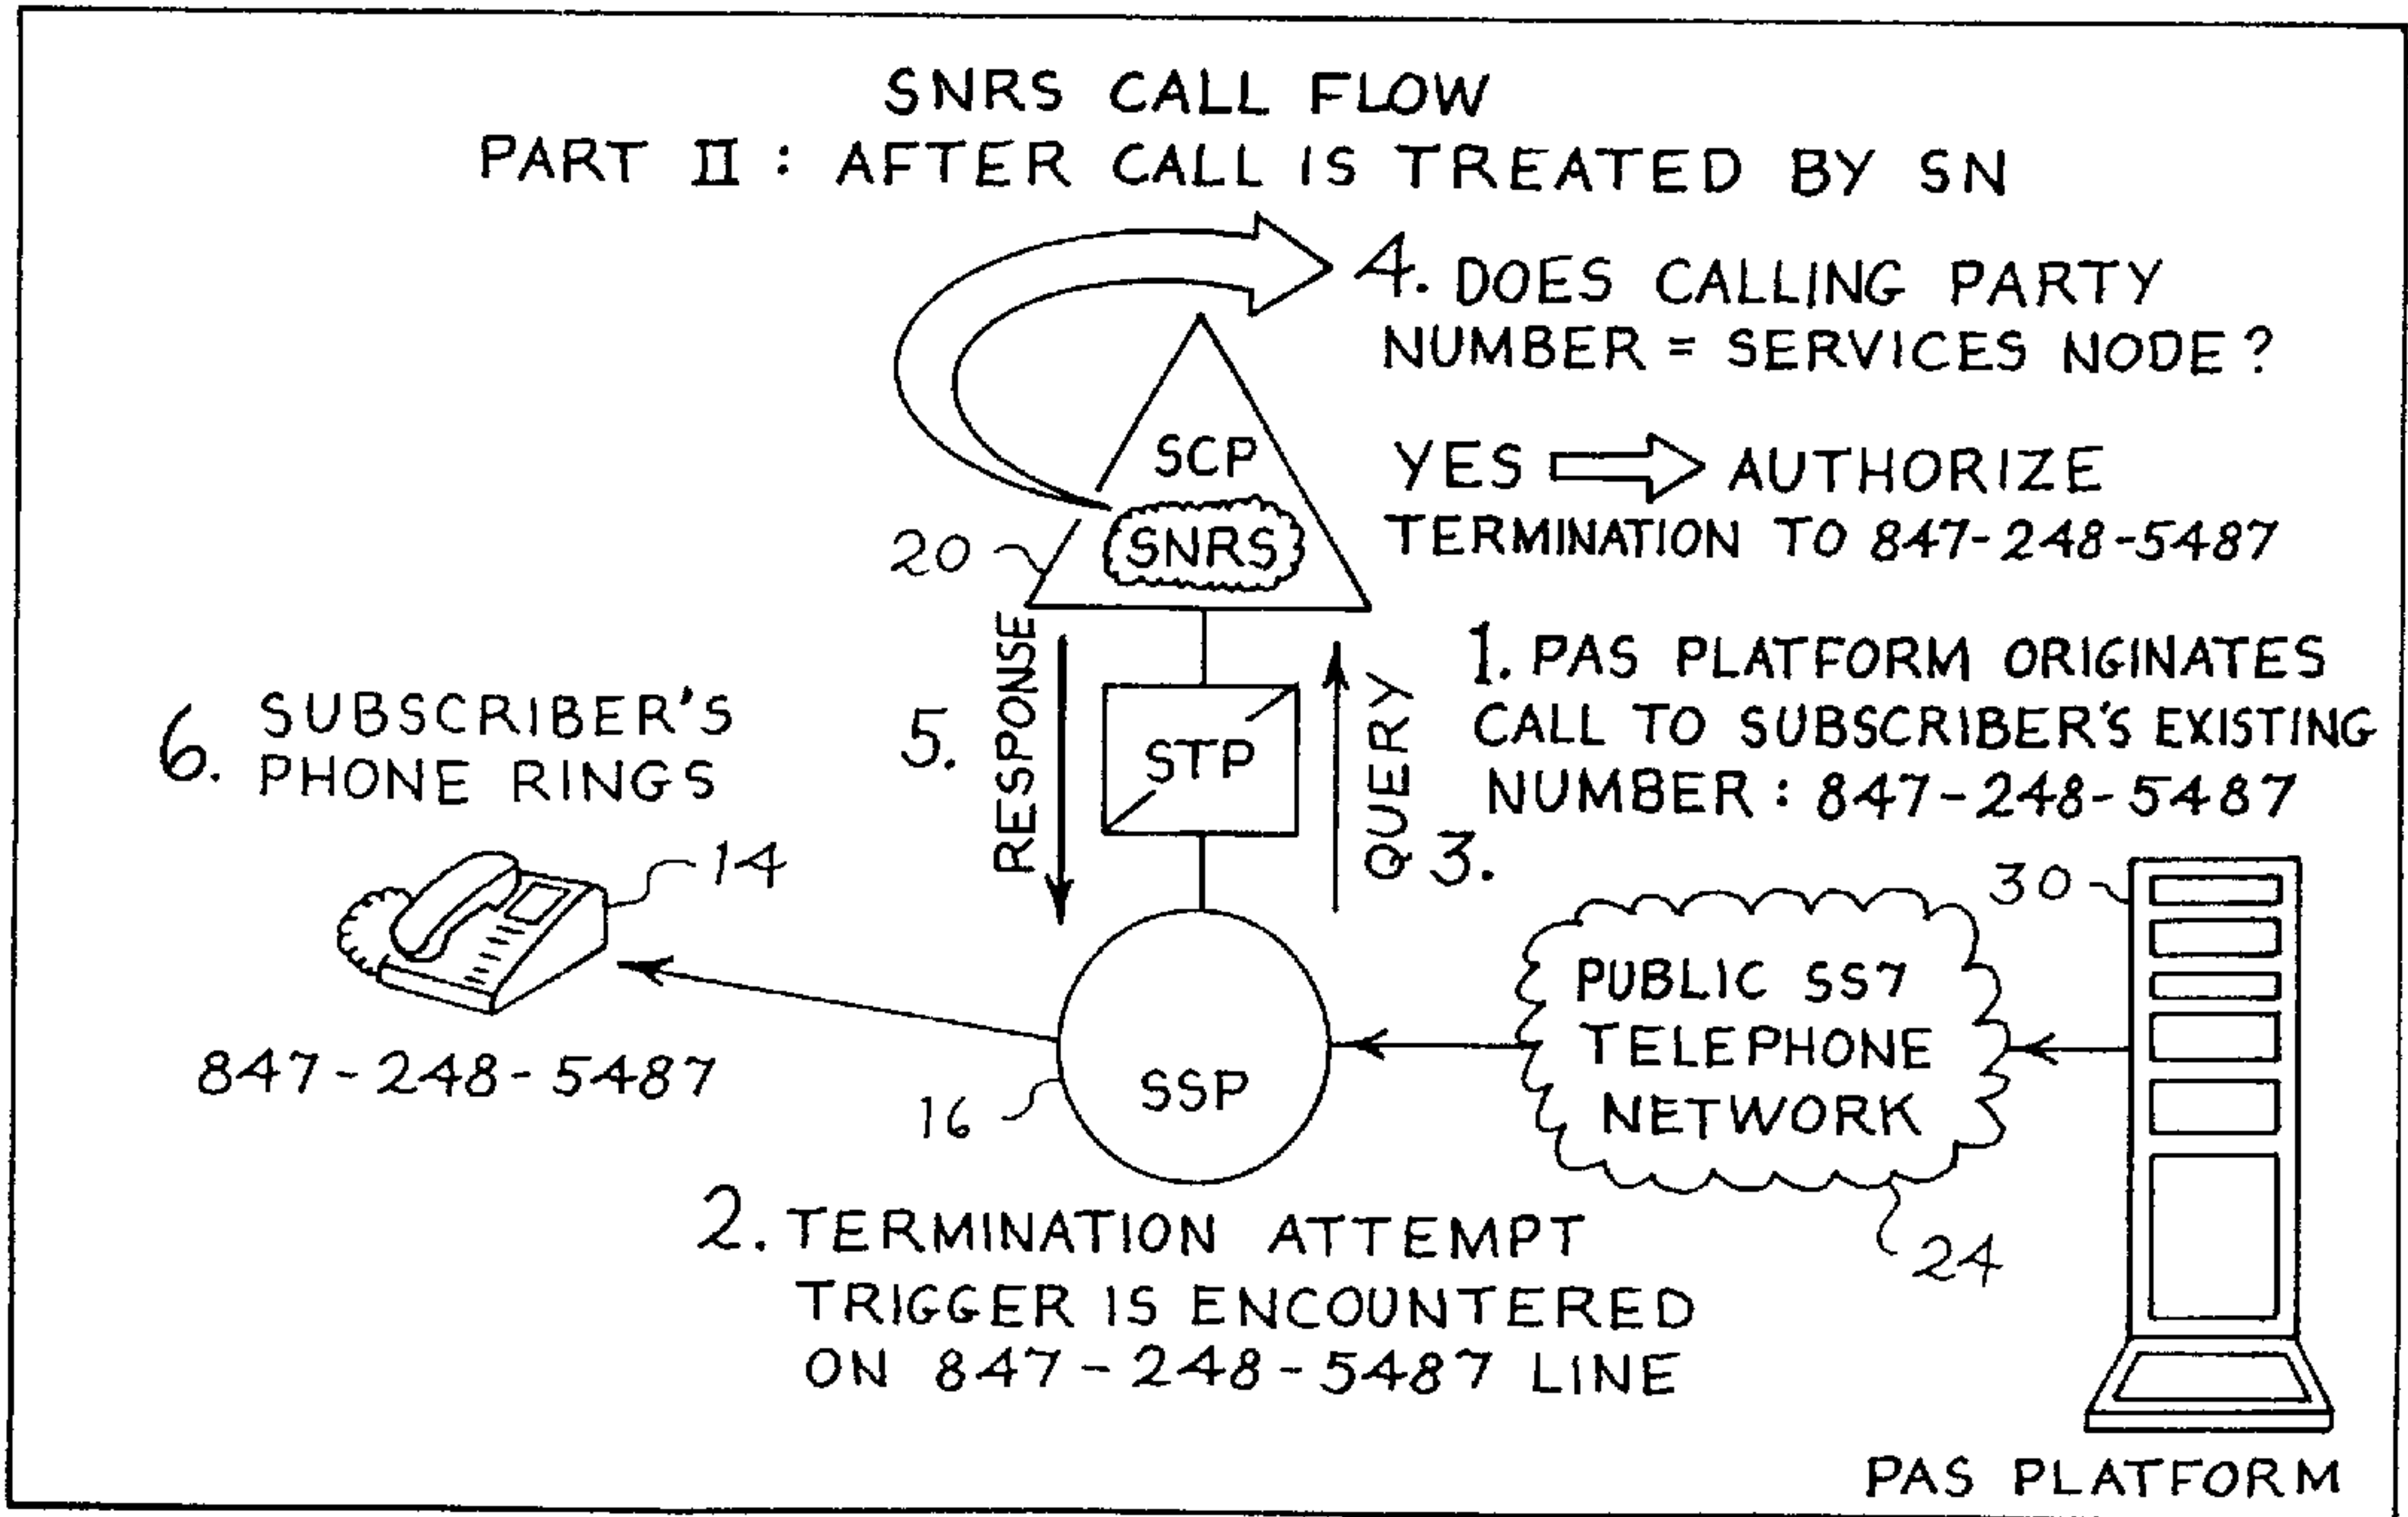 SNRS CALL FLOW
PART II : AFTER CALL IS TREATED BY SN
4. DOES CALLING PARTY
NUMBER = SERVICES NODE ?
SCP
SNRS
20
YES ⇨ AUTHORIZE
TERMINATION TO 847-248-5487
1. PAS PLATFORM ORIGINATES
CALL TO SUBSCRIBER'S EXISTING
NUMBER : 847-248-5487
5.
RESPONSE
STP
QUERY
3.
6. SUBSCRIBER'S
PHONE RINGS
14
847-248-5487
16
SSP
PUBLIC SS7
TELEPHONE
NETWORK
24
30
2. TERMINATION ATTEMPT
TRIGGER IS ENCOUNTERED
ON 847-248-5487 LINE
PAS PLATFORM